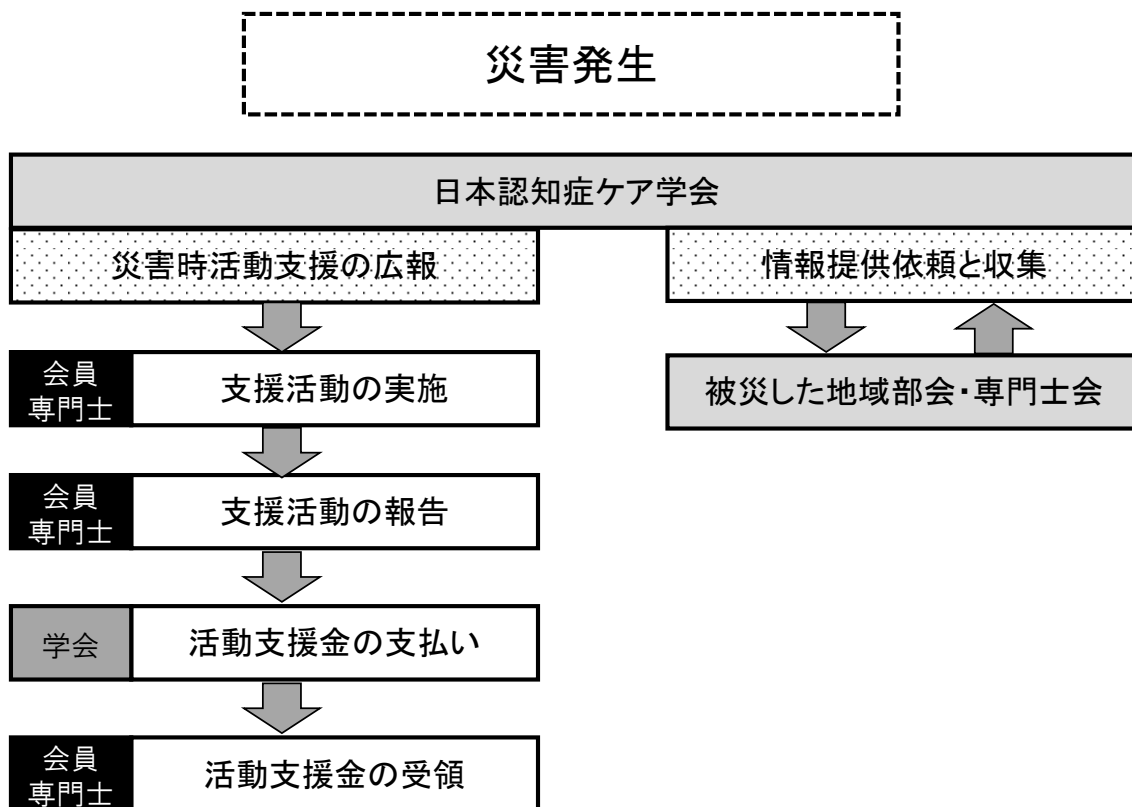 災害発生
日本認知症ケア学会
災害時活動支援の広報
情報提供依頼と収集
会員
専門士
支援活動の実施
被災した地域部会・専門士会
会員
専門士
支援活動の報告
学会
活動支援金の支払い
会員
専門士
活動支援金の受領